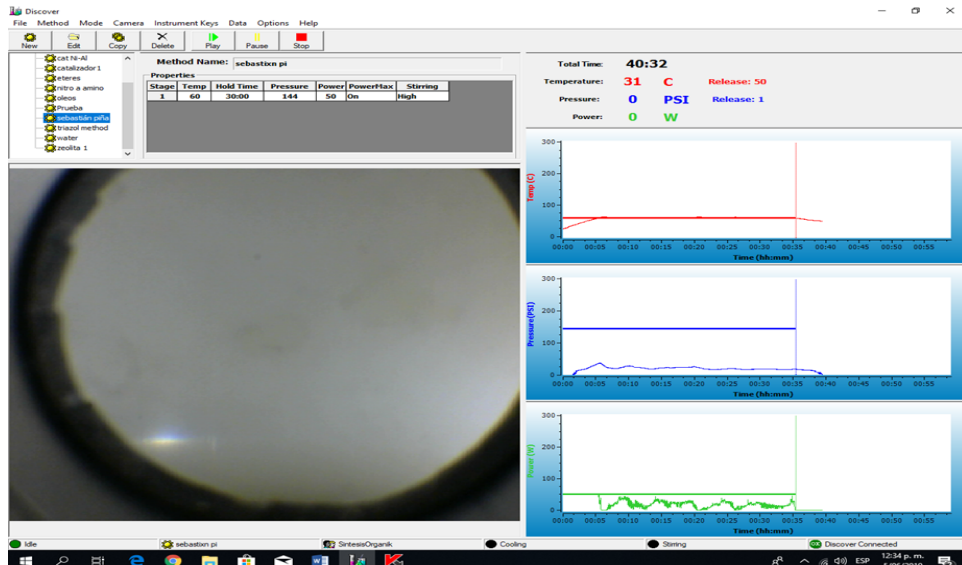 Discover
File Method Mode Camera Instrument Keys Data Options Help
New Edit Copy Delete Play Pause Stop
cat Ni-Al
catalizador1
eteres
nitro a amino
oleos
Prueba
sebastián piña
triazol method
water
zeolita 1
Method Name: sebastixn pi
Properties
Stage Temp Hold Time Pressure Power PowerMax Stirring
1 60 30:00 144 50 On High
Total Time: 40:32
Temperature: 31 C Release: 50
Pressure: 0 PSI Release: 1
Power: 0 W
Temp (C)
300
200
100
0
00:00 00:05 00:10 00:15 00:20 00:25 00:30 00:35 00:40 00:45 00:50 00:55
Time (hh:mm)
Pressure(PSI)
300
200
100
0
00:00 00:05 00:10 00:15 00:20 00:25 00:30 00:35 00:40 00:45 00:50 00:55
Time (hh:mm)
Power (W)
300
200
100
0
00:00 00:05 00:10 00:15 00:20 00:25 00:30 00:35 00:40 00:45 00:50 00:55
Time (hh:mm)
Idle sebastixn pi SintesisOrganik Cooling Stirring Discover Connected
ESP 12:34 p. m.